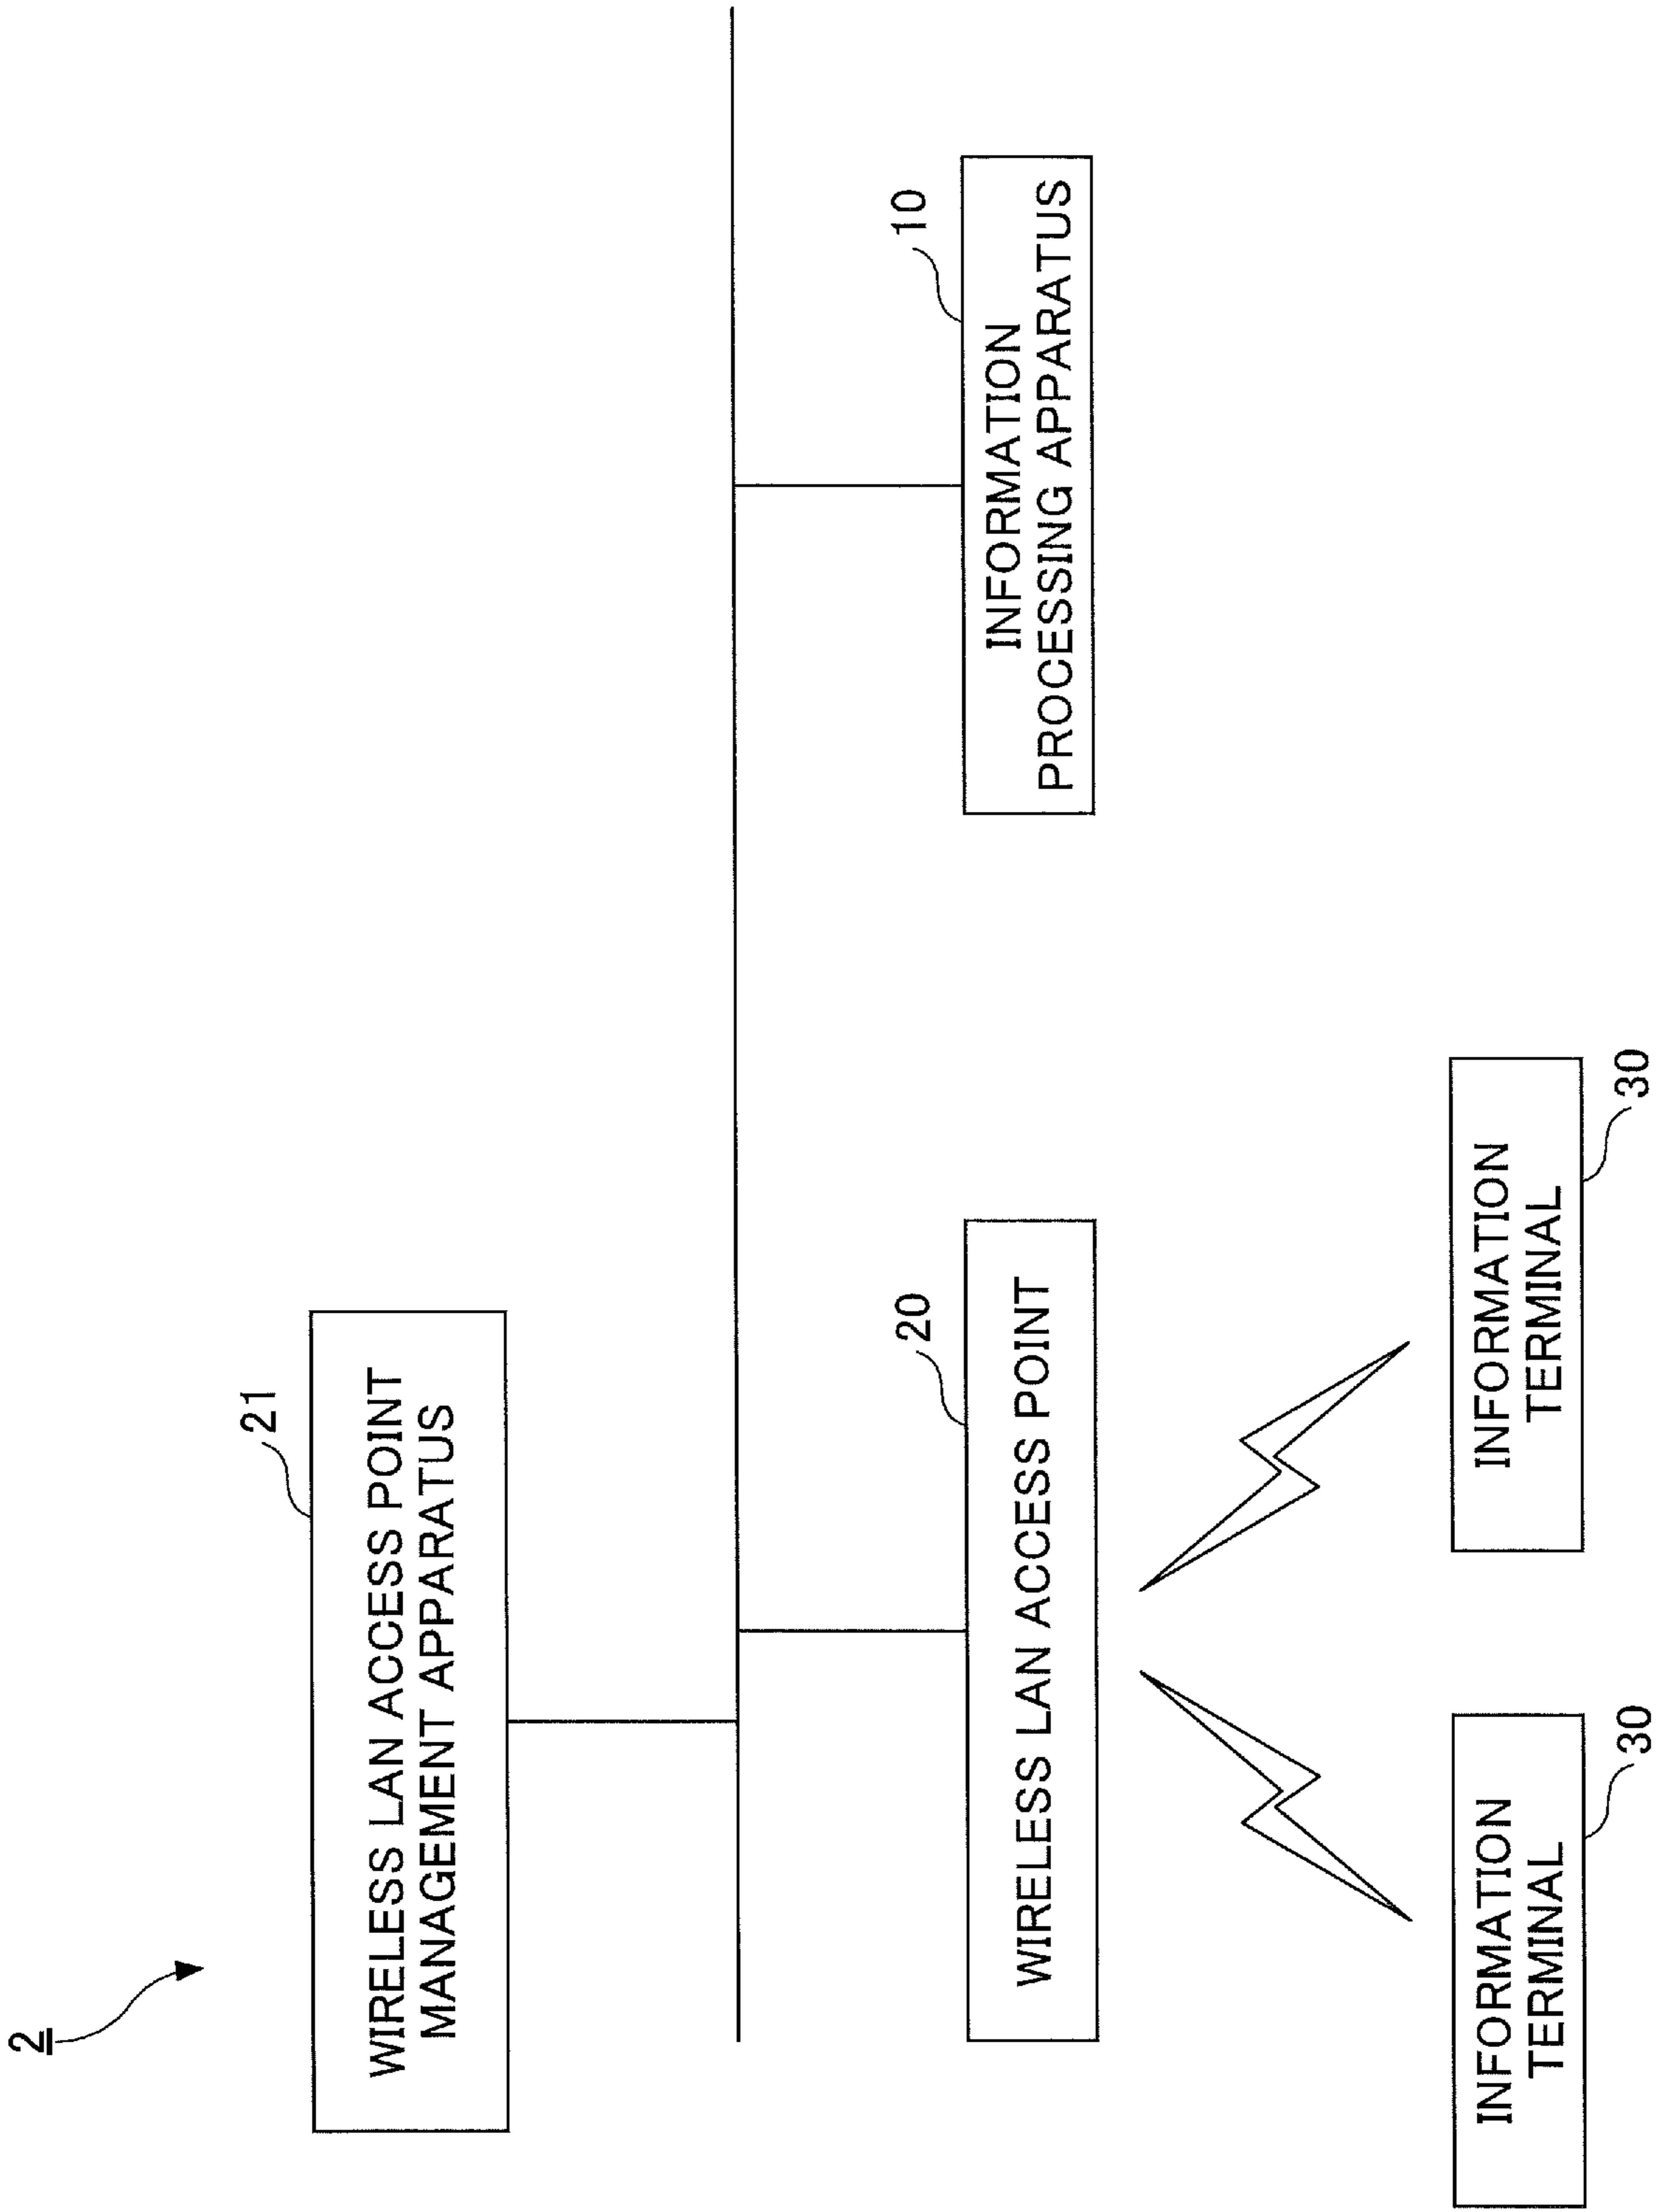 2
21
WIRELESS LAN ACCESS POINT
MANAGEMENT APPARATUS
20
WIRELESS LAN ACCESS POINT
10
INFORMATION
PROCESSING APPARATUS
INFORMATION
TERMINAL
30
INFORMATION
TERMINAL
30